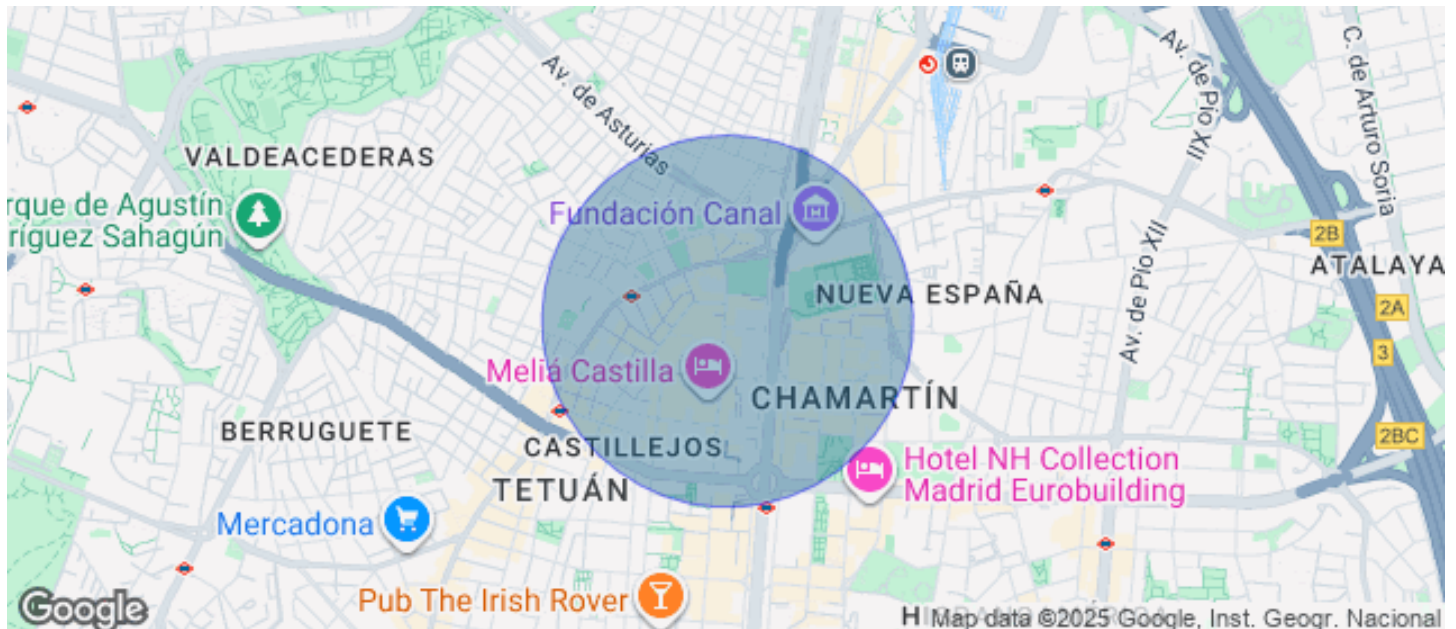 Av. de Asturias
Av. de Pío XII
C. de Arturo Soria
VALDEACEDERAS
rque de Agustín
ríguez Sahagún
Fundación Canal
2B
ATALAYA
NUEVA ESPAÑA
2A
Av. de Pío XII
3
Meliá Castilla
CHAMARTÍN
BERRUGUETE
CASTILLEJOS
2BC
TETUÁN
Hotel NH Collection
Madrid Eurobuilding
Mercadona
Pub The Irish Rover
Google
Map data ©2025 Google, Inst. Geogr. Nacional